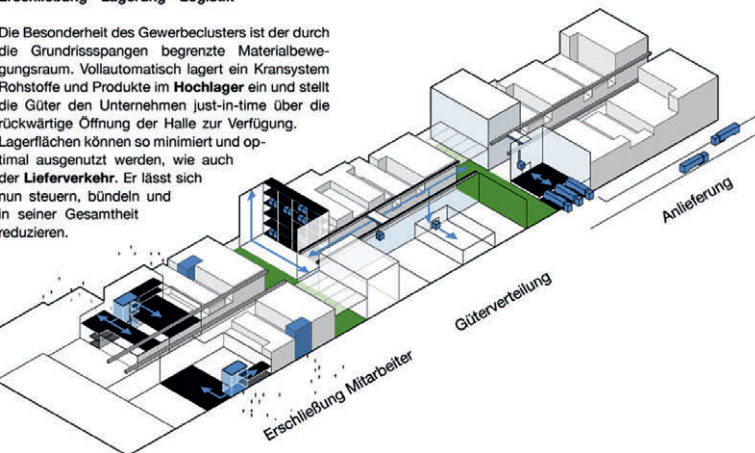 Erschließung Lagerung Logistik
Die Besonderheit des Gewerbeclusters ist der durch
die Grundrissspangen begrenzte Materialbewe-
gungsraum. Vollautomatisch lagert ein Kransystem
Rohstoffe und Produkte im Hochlager ein und stellt
die Güter den Unternehmen just-in-time über die
rückwärtige Öffnung der Halle zur Verfügung.
Lagerflächen können so minimiert und op-
timal ausgenutzt werden, wie auch
der Lieferverkehr. Er lässt sich
nun steuern, bündeln und
in seiner Gesamtheit
reduzieren.
Anlieferung
Güterverteilung
Erschließung Mitarbeiter